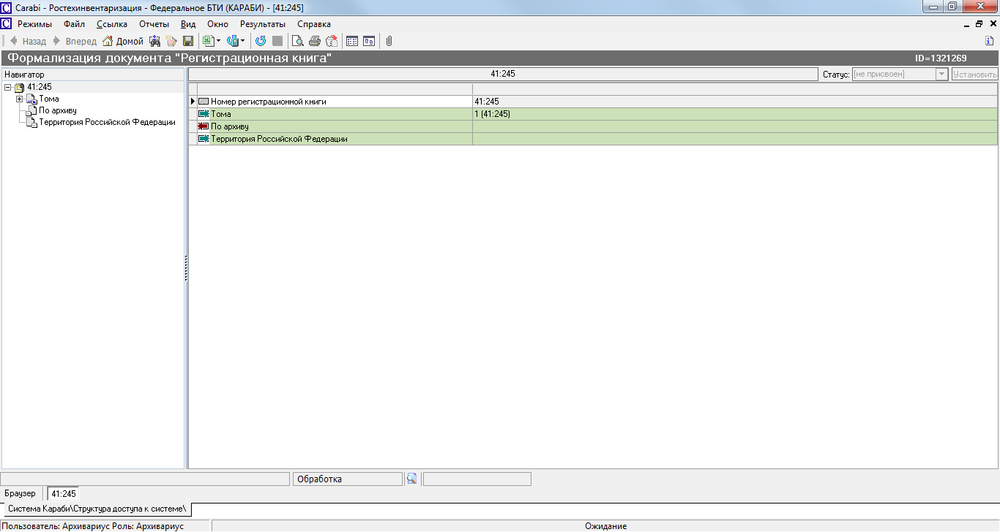 Carabi - Ростехинвентаризация - Федеральное БТИ (КАРАБИ) - [41:245]
Режимы Файл Ссылка Отчеты Вид Окно Результаты Справка
Назад Вперед Домой
Формализация документа "Регистрационная книга" ID=1321269
Навигатор
41:245
Тома
По архиву
Территория Российской Федерации
41:245 Статус: [не присвоен] Установить
Номер регистрационной книги 41:245
Тома 1 (41:245)
По архиву
Территория Российской Федерации
Обработка
Браузер 41:245
Система Караби\Структура доступа к системе\
Пользователь: Архивариус Роль: Архивариус Ожидание